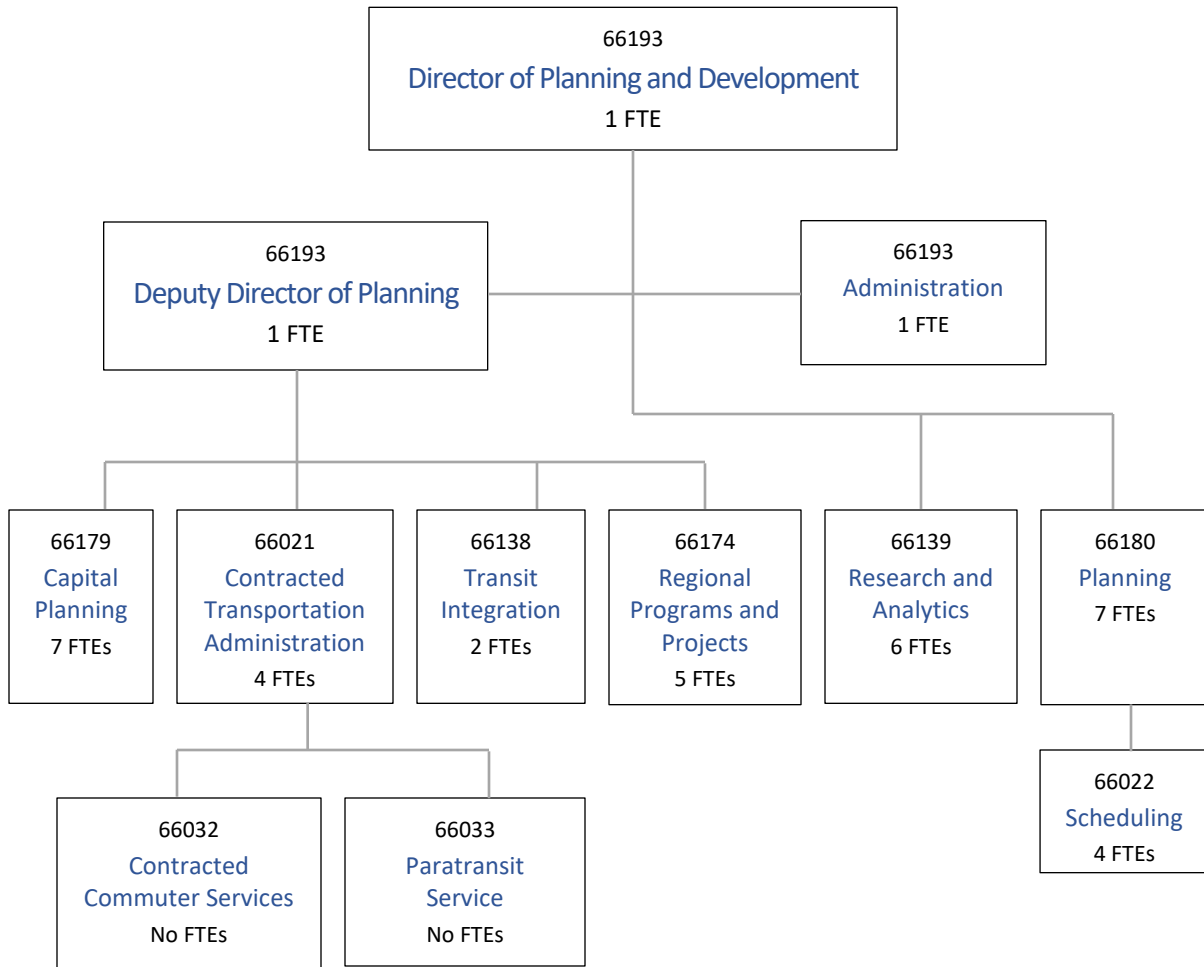 66193
Director of Planning and Development
1 FTE
66193
Deputy Director of Planning
1 FTE
66193
Administration
1 FTE
66179
Capital
Planning
7 FTEs
66021
Contracted
Transportation
Administration
4 FTEs
66138
Transit
Integration
2 FTEs
66174
Regional
Programs and
Projects
5 FTEs
66139
Research and
Analytics
6 FTEs
66180
Planning
7 FTEs
66032
Contracted
Commuter Services
No FTEs
66033
Paratransit
Service
No FTEs
66022
Scheduling
4 FTEs